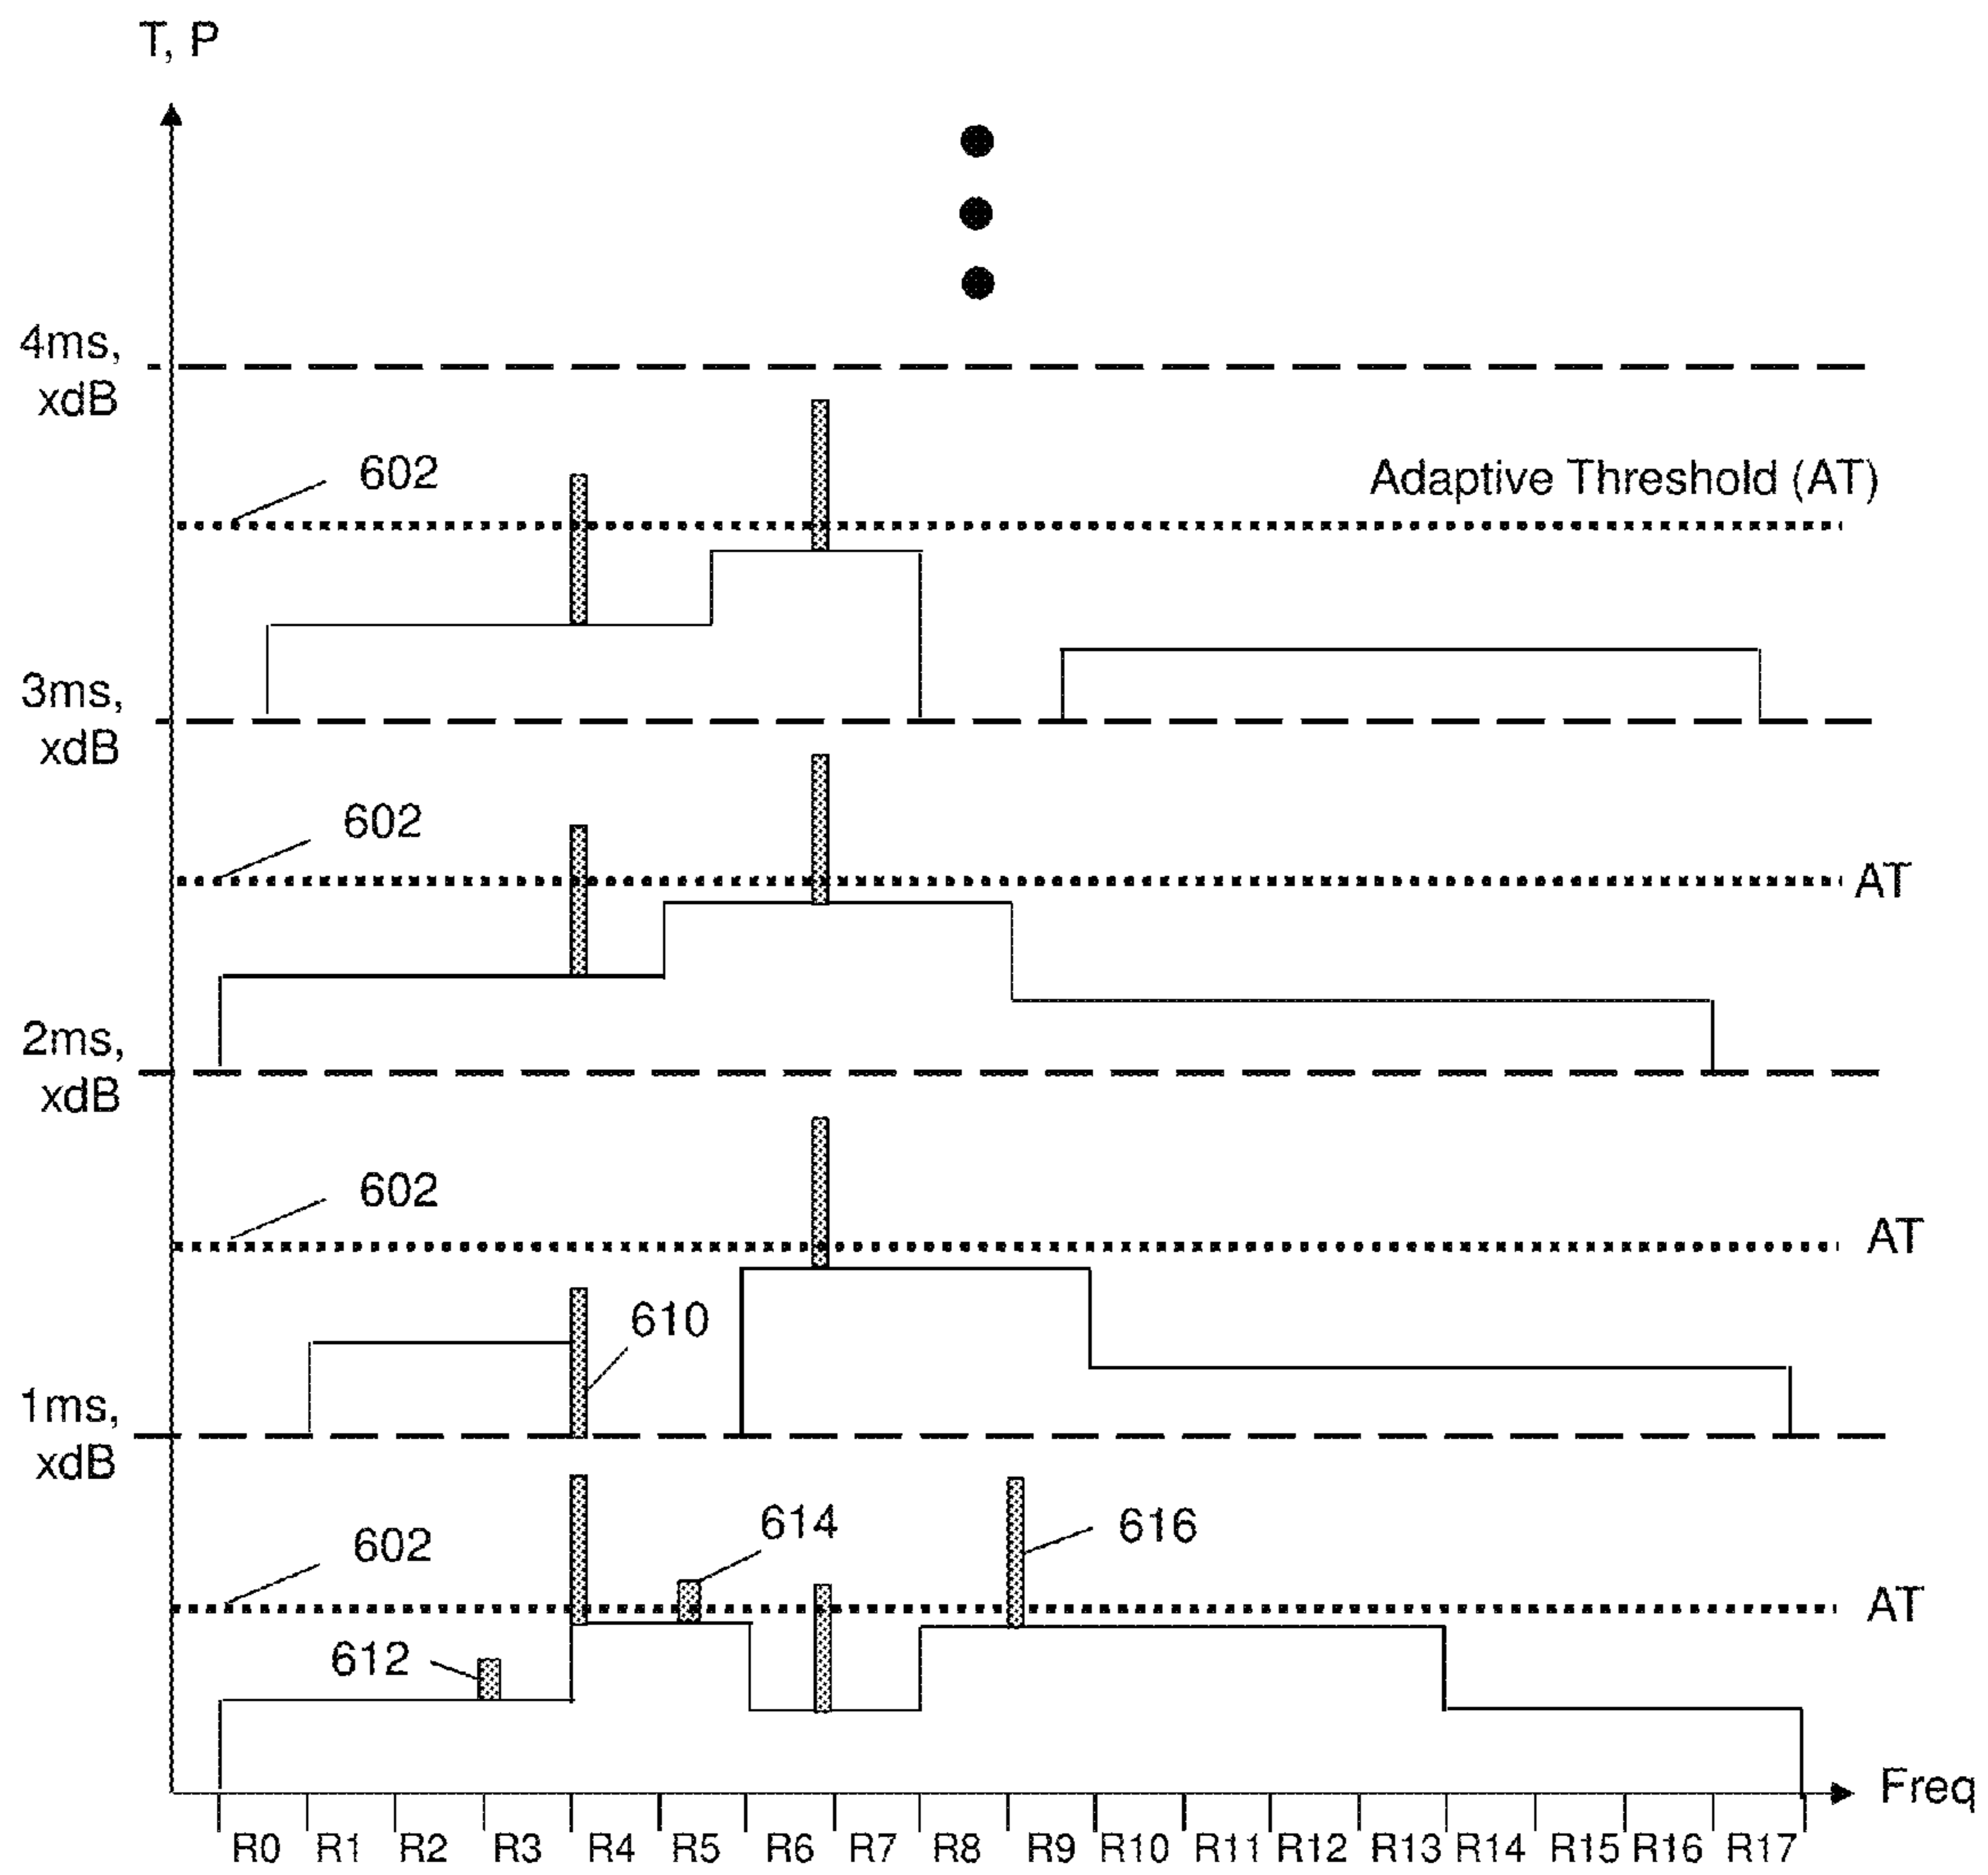 T, P
4ms,
xdB
602
Adaptive Threshold (AT)
3ms,
xdB
602
AT
2ms,
xdB
602
AT
610
1ms,
xdB
614
616
602
AT
612
Freq
R0 R1 R2 R3 R4 R5 R6 R7 R8 R9 R10 R11 R12 R13 R14 R15 R16 R17